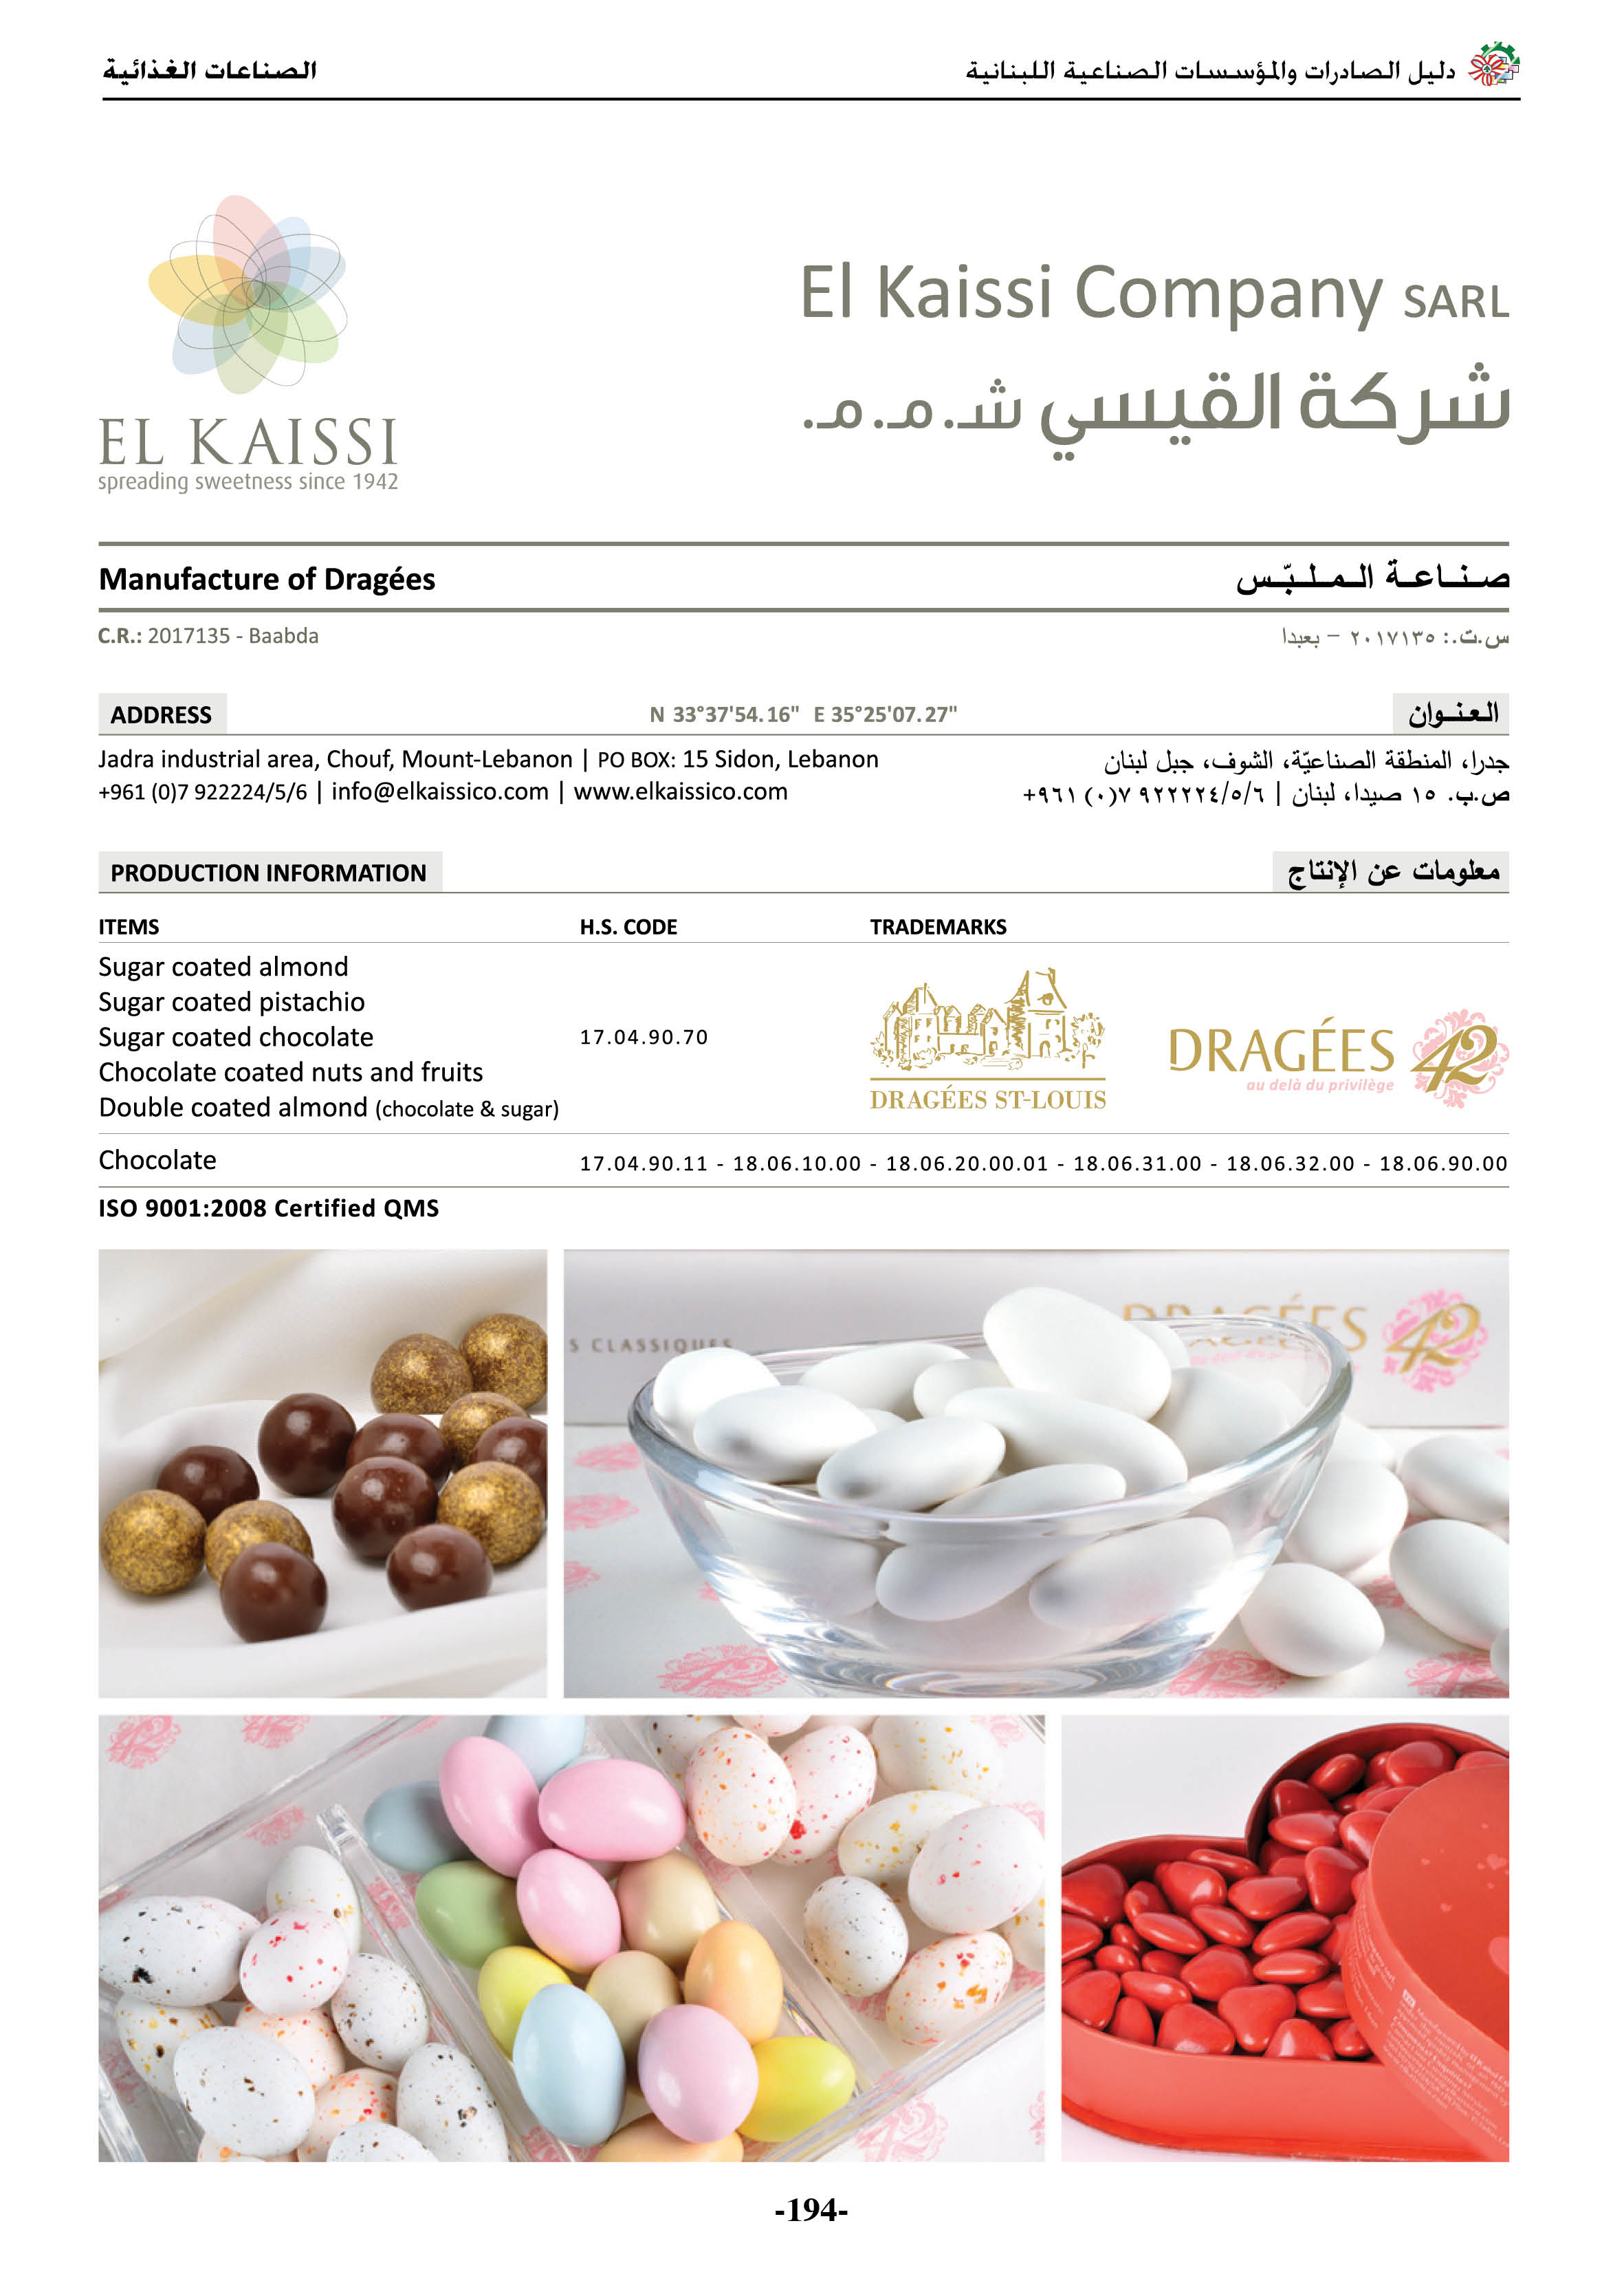 دليل الصادرات والمؤسسات الصناعية اللبنانية
الصناعات الغذائية
EL KAISSI
spreading sweetness since 1942
El Kaissi Company SARL
شركة القيسي ش.م.م.
Manufacture of Dragées
صناعة الملبّس
C.R.: 2017135 - Baabda
س.ت.: ٢٠١٧١٣٥ – بعبدا
ADDRESS
N 33°37'54.16" E 35°25'07.27"
العنوان
Jadra industrial area, Chouf, Mount-Lebanon | PO BOX: 15 Sidon, Lebanon
+961 (0)7 922224/5/6 | info@elkaissico.com | www.elkaissico.com
جدرا، المنطقة الصناعيّة، الشوف، جبل لبنان
ص.ب. ١٥ صيدا، لبنان | ٩٢٢٢٢٤/٥/٦ ٧(٠) ٩٦١+
PRODUCTION INFORMATION
معلومات عن الإنتاج
ITEMS H.S. CODE TRADEMARKS
Sugar coated almond
Sugar coated pistachio
Sugar coated chocolate 17.04.90.70
Chocolate coated nuts and fruits
Double coated almond (chocolate & sugar)
DRAGÉES ST-LOUIS
DRAGÉES 42
au delà du privilège
Chocolate 17.04.90.11 - 18.06.10.00 - 18.06.20.00.01 - 18.06.31.00 - 18.06.32.00 - 18.06.90.00
ISO 9001:2008 Certified QMS
S CLASSIQUES
DRAGÉES 42
-194-